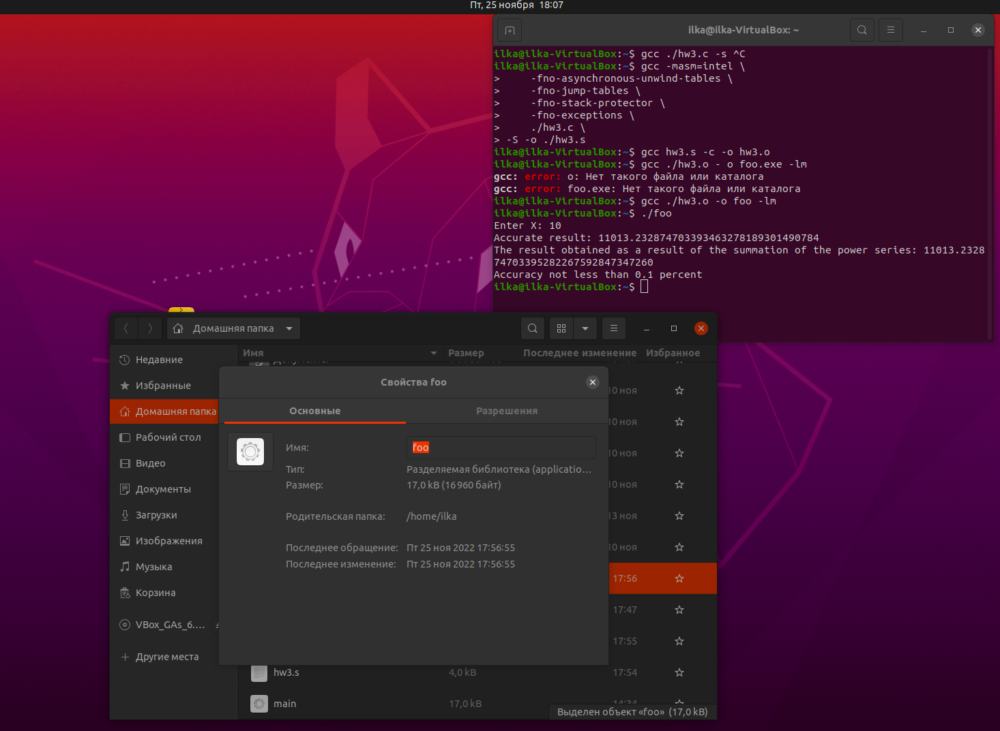 Пт, 25 ноября 18:07
ilka@ilka-VirtualBox: ~
ilka@ilka-VirtualBox:~$ gcc ./hw3.c -s ^C
ilka@ilka-VirtualBox:~$ gcc -masm=intel \
>     -fno-asynchronous-unwind-tables \
>     -fno-jump-tables \
>     -fno-stack-protector \
>     -fno-exceptions \
>     ./hw3.c \
> -S -o ./hw3.s
ilka@ilka-VirtualBox:~$ gcc hw3.s -c -o hw3.o
ilka@ilka-VirtualBox:~$ gcc ./hw3.o - o foo.exe -lm
gcc: error: o: Нет такого файла или каталога
gcc: error: foo.exe: Нет такого файла или каталога
ilka@ilka-VirtualBox:~$ gcc ./hw3.o -o foo -lm
ilka@ilka-VirtualBox:~$ ./foo
Enter X: 10
Accurate result: 11013.232874703393463278189301490784
The result obtained as a result of the summation of the power series: 11013.2328
74703395282267592847347260
Accuracy not less than 0.1 percent
ilka@ilka-VirtualBox:~$
Домашняя папка
Имя Размер Последнее изменение Избранное
Недавние
Избранные
Домашняя папка
Рабочий стол
Видео
Документы
Загрузки
Изображения
Музыка
Корзина
VBox_GAs_6....
Другие места
Свойства foo
Основные Разрешения
Имя: foo
Тип: Разделяемая библиотека (applicatio...
Размер: 17,0 kB (16 960 байт)
Родительская папка: /home/ilka
Последнее обращение: Пт 25 ноя 2022 17:56:55
Последнее изменение: Пт 25 ноя 2022 17:56:55
10 ноя
10 ноя
10 ноя
10 ноя
13 ноя
10 ноя
17:56
17:47
17:55
hw3.s 4,0 kB 17:54
main 17,0 kB 14:34
Выделен объект «foo» (17,0 kB)